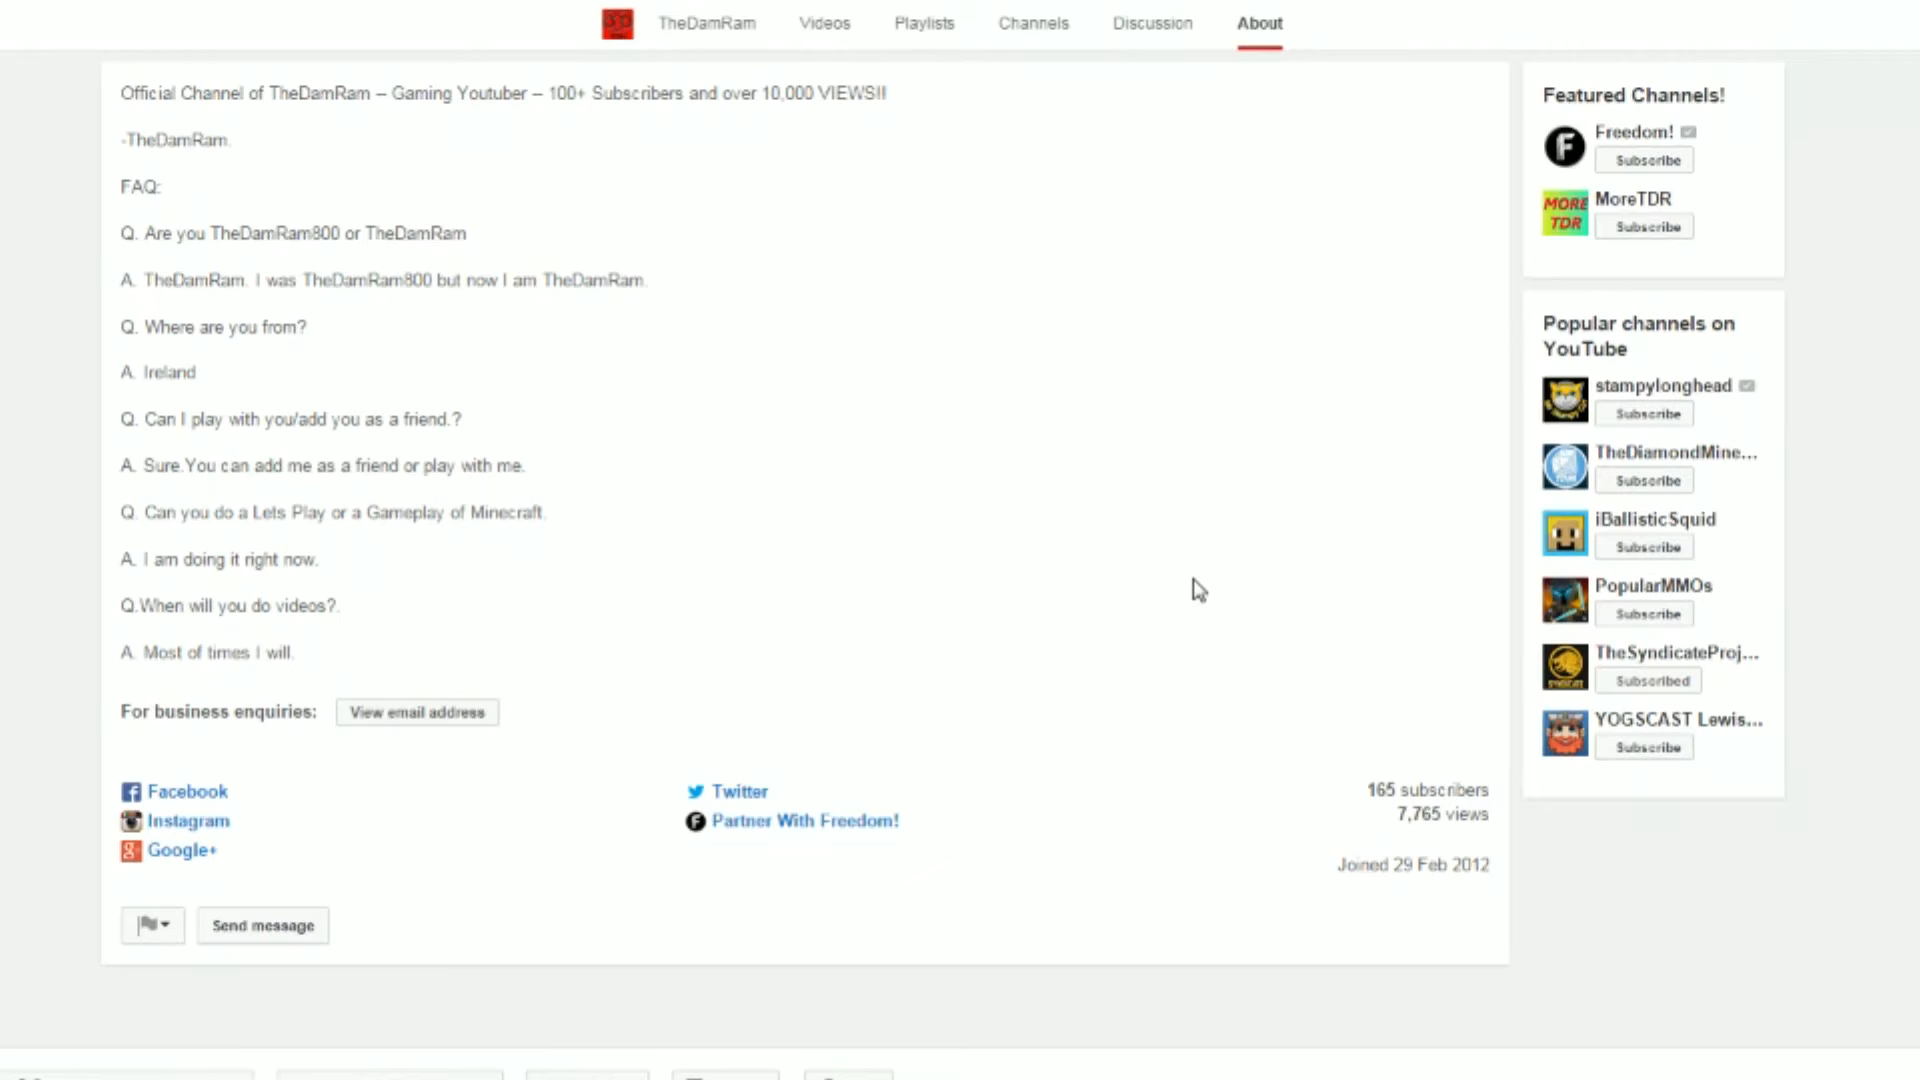 TheDamRam Videos Playlists Channels Discussion About
Official Channel of TheDamRam – Gaming Youtuber – 100+ Subscribers and over 10,000 VIEWS!!
-TheDamRam.
FAQ:
Q. Are you TheDamRam800 or TheDamRam
A. TheDamRam. I was TheDamRam800 but now I am TheDamRam.
Q. Where are you from?
A. Ireland
Q. Can I play with you/add you as a friend.?
A. Sure.You can add me as a friend or play with me.
Q. Can you do a Lets Play or a Gameplay of Minecraft.
A. I am doing it right now.
Q.When will you do videos?.
A. Most of times I will.
For business enquiries: View email address
Facebook
Instagram
Google+
Twitter
Partner With Freedom!
165 subscribers
7,765 views
Joined 29 Feb 2012
Send message
Featured Channels!
Freedom!
Subscribe
MORE
TDR
MoreTDR
Subscribe
Popular channels on
YouTube
stampylonghead
Subscribe
TheDiamondMine...
Subscribe
iBallisticSquid
Subscribe
PopularMMOs
Subscribe
TheSyndicateProj...
Subscribed
YOGSCAST Lewis...
Subscribe